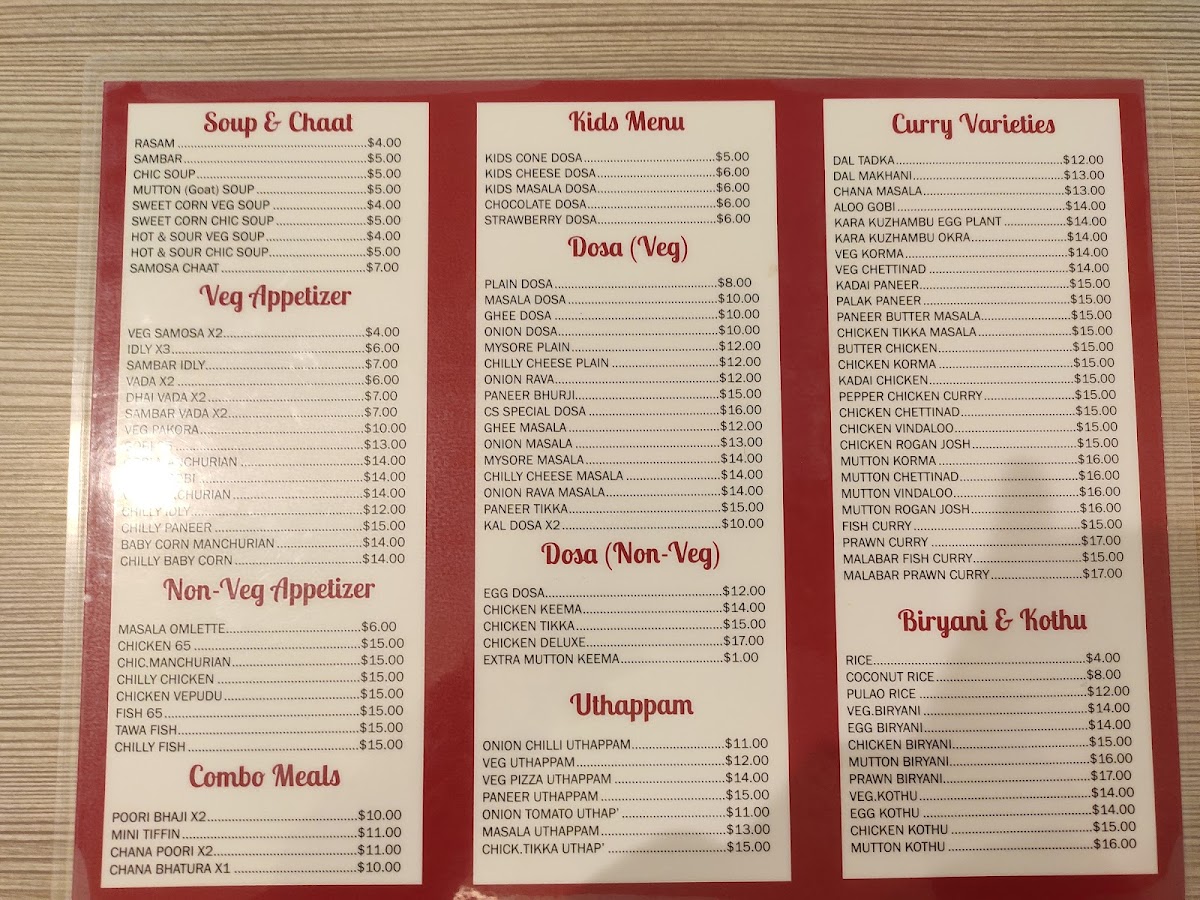 Soup & Chaat
RASAM $4.00
SAMBAR $5.00
CHIC SOUP $5.00
MUTTON (Goat) SOUP $5.00
SWEET CORN VEG SOUP $4.00
SWEET CORN CHIC SOUP $5.00
HOT & SOUR VEG SOUP $4.00
HOT & SOUR CHIC SOUP $5.00
SAMOSA CHAAT $7.00
Veg Appetizer
VEG SAMOSA X2 $4.00
IDLY X3 $6.00
SAMBAR IDLY $7.00
VADA X2 $6.00
DHAI VADA X2 $7.00
SAMBAR VADA X2 $7.00
VEG PAKORA $10.00
$13.00
$14.00
$14.00
$14.00
CHILLY IDLY $12.00
CHILLY PANEER $15.00
BABY CORN MANCHURIAN $14.00
CHILLY BABY CORN $14.00
Non-Veg Appetizer
MASALA OMLETTE $6.00
CHICKEN 65 $15.00
CHIC.MANCHURIAN $15.00
CHILLY CHICKEN $15.00
CHICKEN VEPUDU $15.00
FISH 65 $15.00
TAWA FISH $15.00
CHILLY FISH $15.00
Combo Meals
POORI BHAJI X2 $10.00
MINI TIFFIN $11.00
CHANA POORI X2 $11.00
CHANA BHATURA X1 $10.00
Kids Menu
KIDS CONE DOSA $5.00
KIDS CHEESE DOSA $6.00
KIDS MASALA DOSA $6.00
CHOCOLATE DOSA $6.00
STRAWBERRY DOSA $6.00
Dosa (Veg)
PLAIN DOSA $8.00
MASALA DOSA $10.00
GHEE DOSA $10.00
ONION DOSA $10.00
MYSORE PLAIN $12.00
CHILLY CHEESE PLAIN $12.00
ONION RAVA $12.00
PANEER BHURJI $15.00
CS SPECIAL DOSA $16.00
GHEE MASALA $12.00
ONION MASALA $13.00
MYSORE MASALA $14.00
CHILLY CHEESE MASALA $14.00
ONION RAVA MASALA $14.00
PANEER TIKKA $15.00
KAL DOSA X2 $10.00
Dosa (Non-Veg)
EGG DOSA $12.00
CHICKEN KEEMA $14.00
CHICKEN TIKKA $15.00
CHICKEN DELUXE $17.00
EXTRA MUTTON KEEMA $1.00
Uthappam
ONION CHILLI UTHAPPAM $11.00
VEG UTHAPPAM $12.00
VEG PIZZA UTHAPPAM $14.00
PANEER UTHAPPAM $15.00
ONION TOMATO UTHAP' $11.00
MASALA UTHAPPAM $13.00
CHICK.TIKKA UTHAP' $15.00
Curry Varieties
DAL TADKA $12.00
DAL MAKHANI $13.00
CHANA MASALA $13.00
ALOO GOBI $14.00
KARA KUZHAMBU EGG PLANT $14.00
KARA KUZHAMBU OKRA $14.00
VEG KORMA $14.00
VEG CHETTINAD $14.00
KADAI PANEER $15.00
PALAK PANEER $15.00
PANEER BUTTER MASALA $15.00
CHICKEN TIKKA MASALA $15.00
BUTTER CHICKEN $15.00
CHICKEN KORMA $15.00
KADAI CHICKEN $15.00
PEPPER CHICKEN CURRY $15.00
CHICKEN CHETTINAD $15.00
CHICKEN VINDALOO $15.00
CHICKEN ROGAN JOSH $15.00
MUTTON KORMA $16.00
MUTTON CHETTINAD $16.00
MUTTON VINDALOO $16.00
MUTTON ROGAN JOSH $16.00
FISH CURRY $15.00
PRAWN CURRY $17.00
MALABAR FISH CURRY $15.00
MALABAR PRAWN CURRY $17.00
Biryani & Kothu
RICE $4.00
COCONUT RICE $8.00
PULAO RICE $12.00
VEG.BIRYANI $14.00
EGG BIRYANI $14.00
CHICKEN BIRYANI $15.00
MUTTON BIRYANI $16.00
PRAWN BIRYANI $17.00
VEG.KOTHU $14.00
EGG KOTHU $14.00
CHICKEN KOTHU $15.00
MUTTON KOTHU $16.00